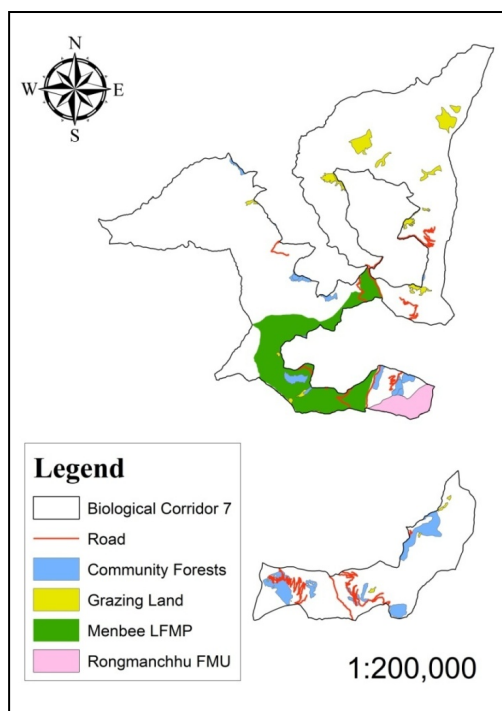 N
W E
S
Legend
Biological Corridor 7
Road
Community Forests
Grazing Land
Menbee LFMP
Rongmanchhu FMU
1:200,000